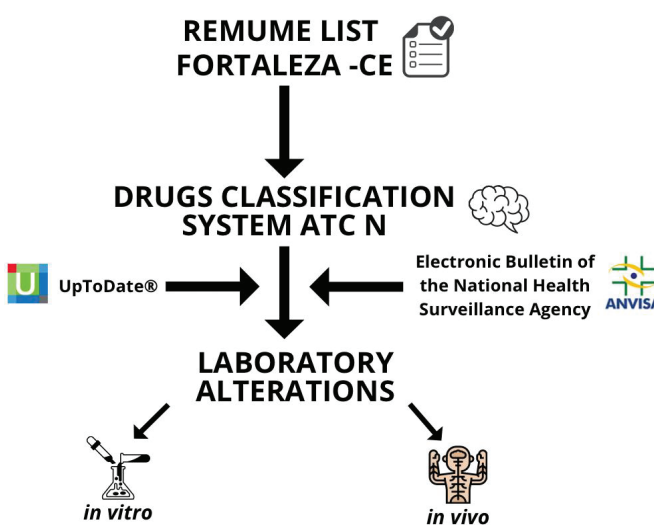 REMUME LIST
FORTALEZA -CE
DRUGS CLASSIFICATION
SYSTEM ATC N
U
UpToDate®
Electronic Bulletin of
the National Health
Surveillance Agency
ANVISA
LABORATORY
ALTERATIONS
in vitro
in vivo